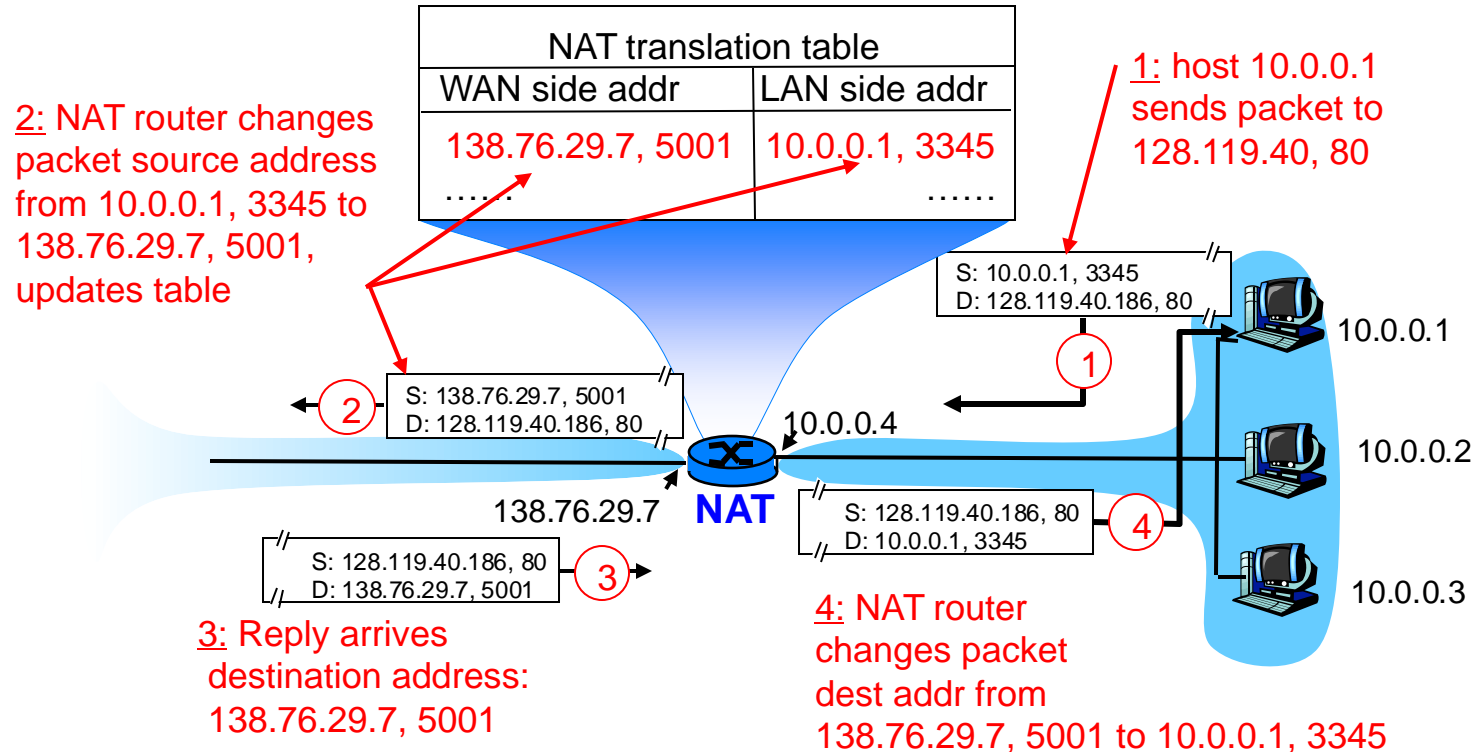 NAT translation table
WAN side addr LAN side addr
138.76.29.7, 5001 10.0.0.1, 3345
...... ......
1: host 10.0.0.1
sends packet to
128.119.40, 80
2: NAT router changes
packet source address
from 10.0.0.1, 3345 to
138.76.29.7, 5001,
updates table
S: 10.0.0.1, 3345
D: 128.119.40.186, 80
1
10.0.0.1
S: 138.76.29.7, 5001
D: 128.119.40.186, 80
2
10.0.0.4
10.0.0.2
138.76.29.7
NAT
S: 128.119.40.186, 80
D: 10.0.0.1, 3345
4
S: 128.119.40.186, 80
D: 138.76.29.7, 5001
3
10.0.0.3
3: Reply arrives
destination address:
138.76.29.7, 5001
4: NAT router
changes packet
dest addr from
138.76.29.7, 5001 to 10.0.0.1, 3345